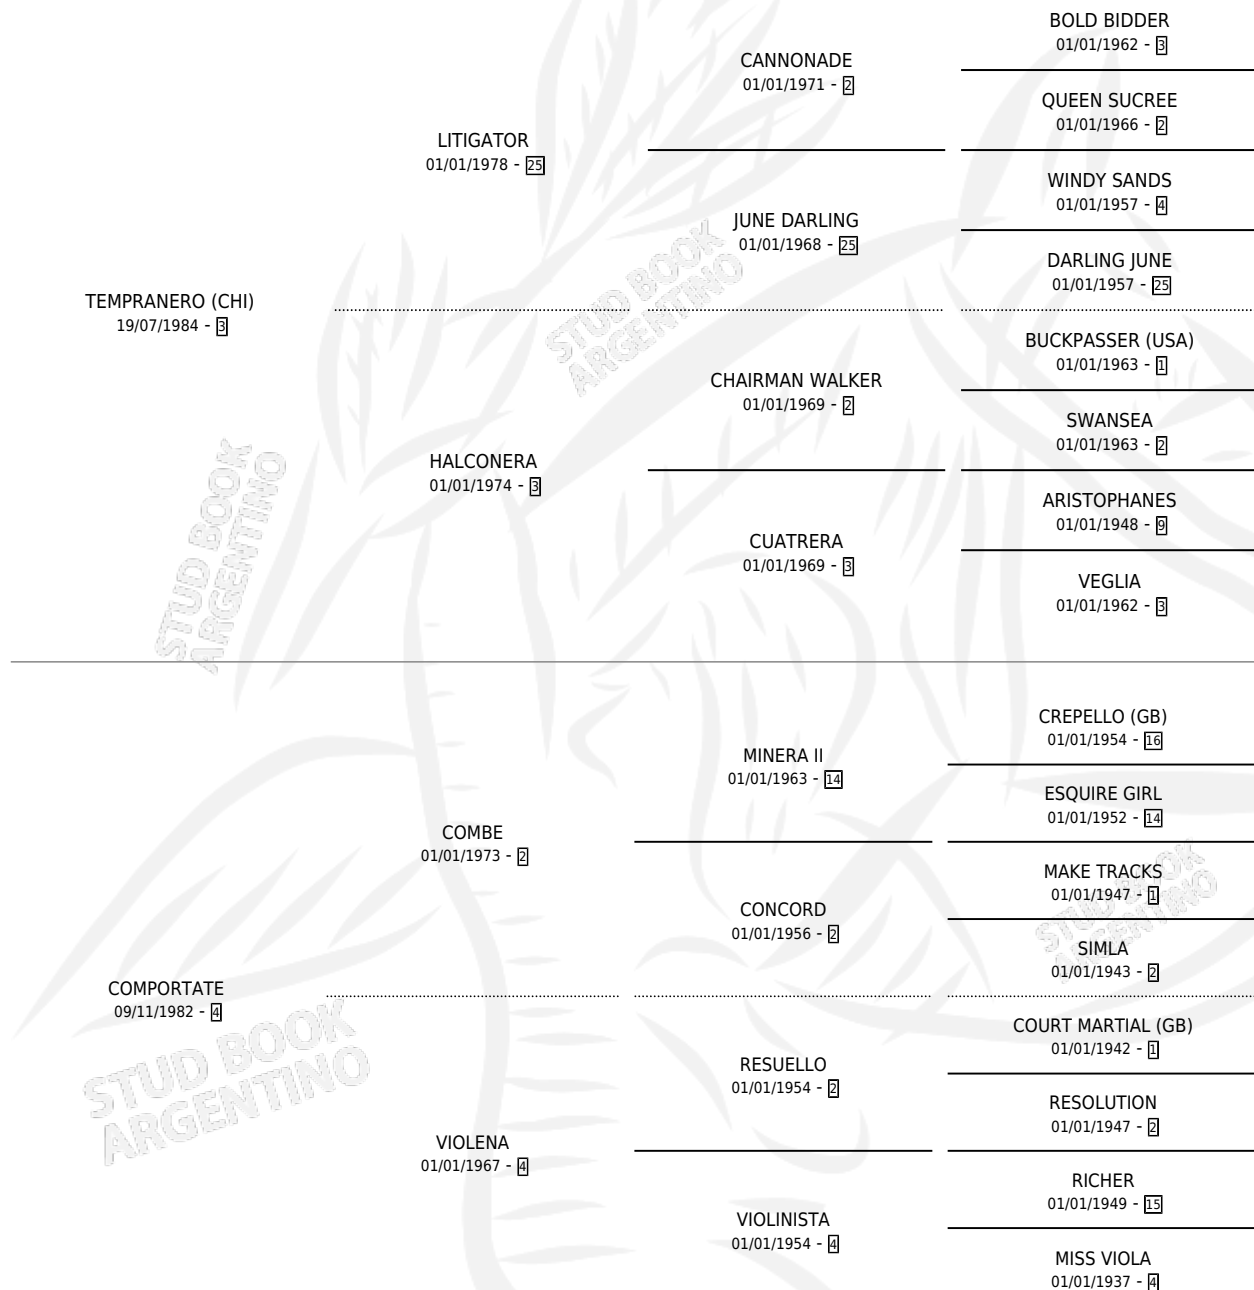 BOLD BIDDER
01/01/1962 - 3
CANNONADE
01/01/1971 - 2
QUEEN SUCREE
01/01/1966 - 2
LITIGATOR
01/01/1978 - 25
WINDY SANDS
01/01/1957 - 4
JUNE DARLING
01/01/1968 - 25
DARLING JUNE
01/01/1957 - 25
TEMPRANERO (CHI)
19/07/1984 - 3
BUCKPASSER (USA)
01/01/1963 - 1
CHAIRMAN WALKER
01/01/1969 - 2
SWANSEA
01/01/1963 - 2
HALCONERA
01/01/1974 - 3
ARISTOPHANES
01/01/1948 - 9
CUATRERA
01/01/1969 - 3
VEGLIA
01/01/1962 - 3
STUD BOOK
ARGENTINO
STUD BOOK
ARGENTINO
CREPELLO (GB)
01/01/1954 - 16
MINERA II
01/01/1963 - 14
ESQUIRE GIRL
01/01/1952 - 14
COMBE
01/01/1973 - 2
MAKE TRACKS
01/01/1947 - 1
CONCORD
01/01/1956 - 2
SIMLA
01/01/1943 - 2
COMPORTATE
09/11/1982 - 4
COURT MARTIAL (GB)
01/01/1942 - 1
RESUELLO
01/01/1954 - 2
RESOLUTION
01/01/1947 - 2
VIOLENA
01/01/1967 - 4
RICHER
01/01/1949 - 15
VIOLINISTA
01/01/1954 - 4
MISS VIOLA
01/01/1937 - 4
STUD BOOK
ARGENTINO
STUD BOOK
ARGENTINO